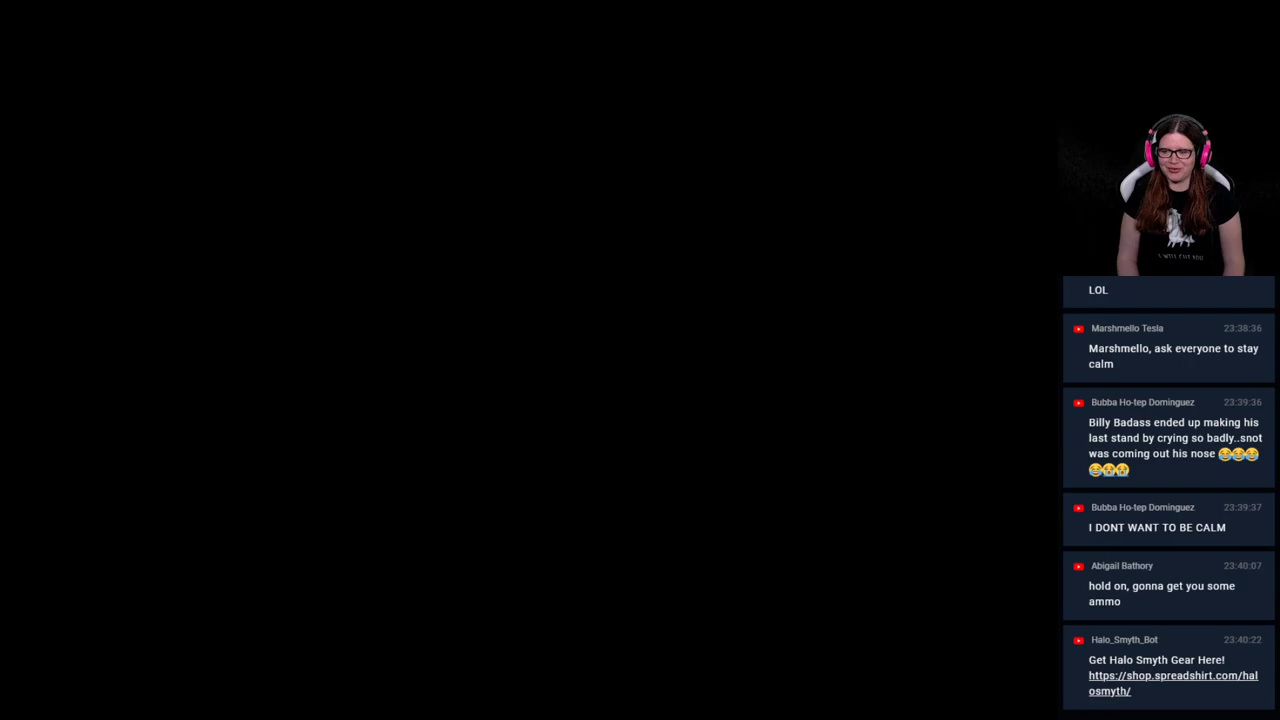 I WILL CUT YOU
LOL
Marshmello Tesla 23:38:36
Marshmello, ask everyone to stay
calm
Bubba Ho-tep Dominguez 23:39:36
Billy Badass ended up making his
last stand by crying so badly..snot
was coming out his nose 😂😂😂
😂😭😭
Bubba Ho-tep Dominguez 23:39:37
I DONT WANT TO BE CALM
Abigail Bathory 23:40:07
hold on, gonna get you some
ammo
Halo_Smyth_Bot 23:40:22
Get Halo Smyth Gear Here!
https://shop.spreadshirt.com/hal
osmyth/